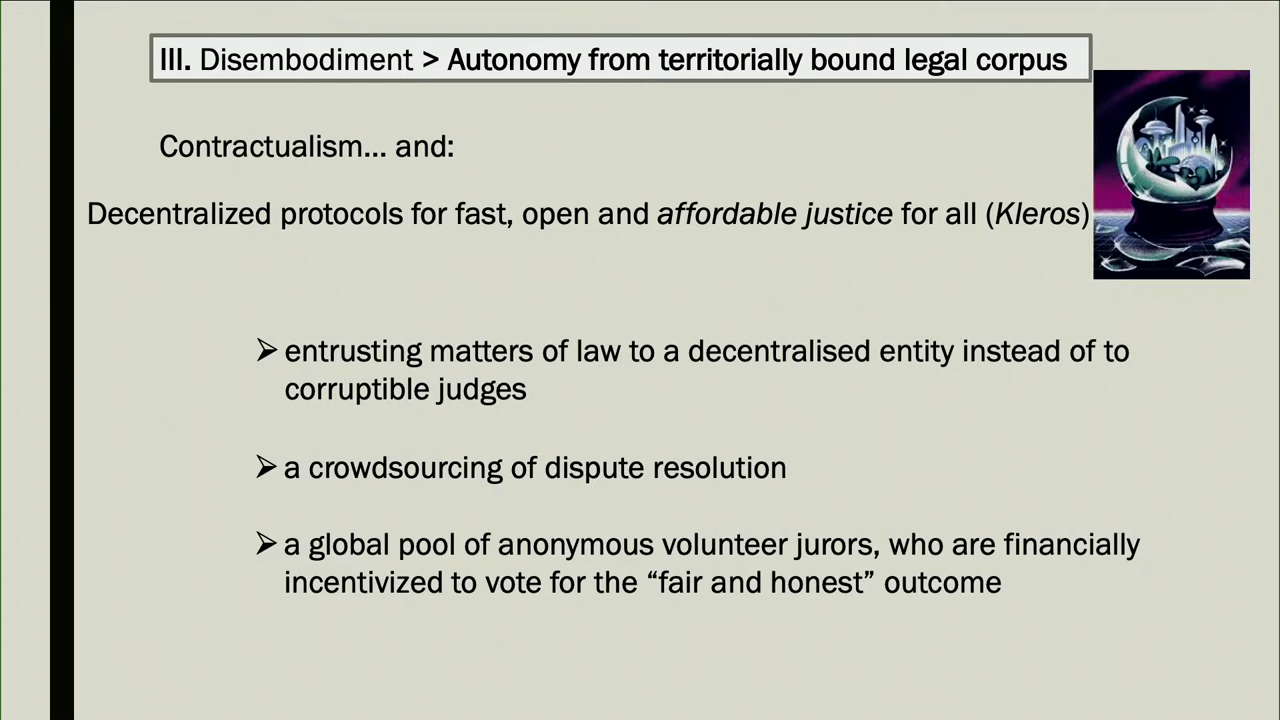 III. Disembodiment > Autonomy from territorially bound legal corpus
Contractualism... and:
Decentralized protocols for fast, open and affordable justice for all (Kleros)
➢ entrusting matters of law to a decentralised entity instead of to
corruptible judges
➢ a crowdsourcing of dispute resolution
➢ a global pool of anonymous volunteer jurors, who are financially
incentivized to vote for the “fair and honest” outcome